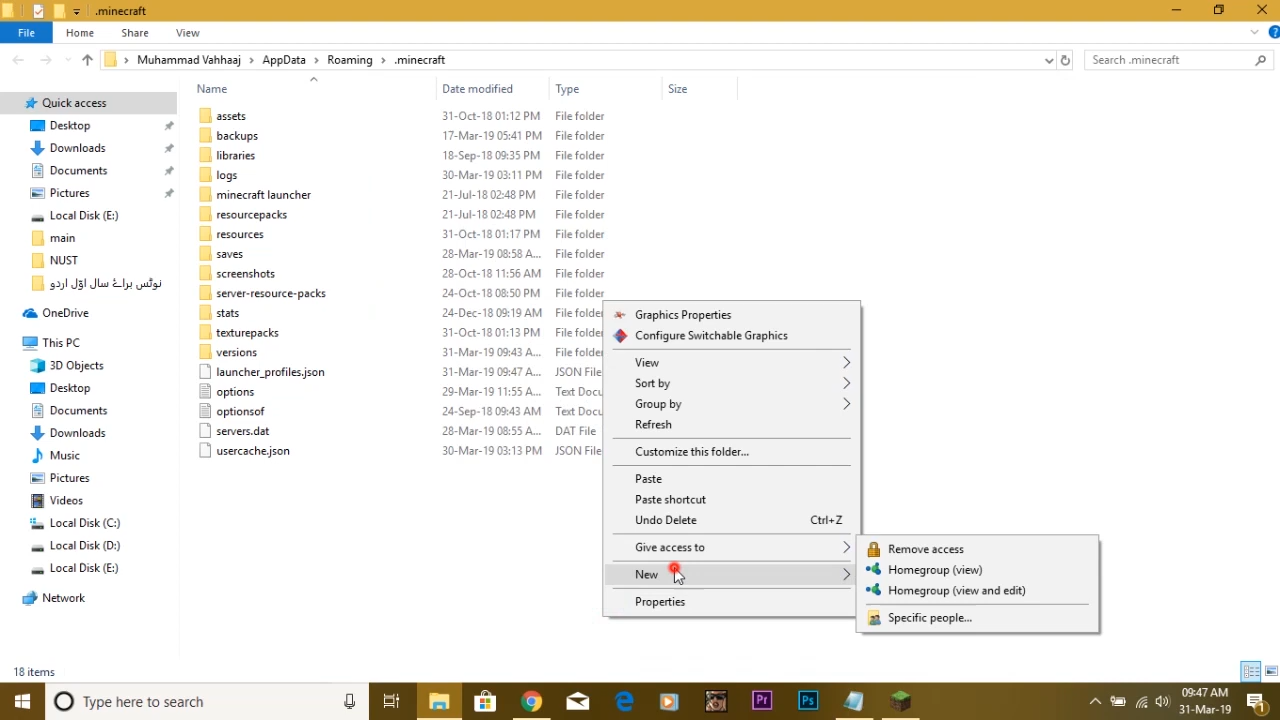 .minecraft
File Home Share View
Muhammad Vahhaaj AppData Roaming .minecraft
Search .minecraft
Name Date modified Type Size
Quick access
Desktop
Downloads
Documents
Pictures
Local Disk (E:)
main
NUST
نوٹس براۓ سال اوّل اردو
OneDrive
This PC
3D Objects
Desktop
Documents
Downloads
Music
Pictures
Videos
Local Disk (C:)
Local Disk (D:)
Local Disk (E:)
Network
assets 31-Oct-18 01:12 PM File folder
backups 17-Mar-19 05:41 PM File folder
libraries 18-Sep-18 09:35 PM File folder
logs 30-Mar-19 03:11 PM File folder
minecraft launcher 21-Jul-18 02:48 PM File folder
resourcepacks 21-Jul-18 02:48 PM File folder
resources 31-Oct-18 01:17 PM File folder
saves 28-Mar-19 08:58 A... File folder
screenshots 28-Oct-18 11:56 AM File folder
server-resource-packs 24-Oct-18 08:50 PM File folder
stats 24-Dec-18 09:19 AM File folder
texturepacks 31-Oct-18 01:13 PM File folder
versions 31-Mar-19 09:43 A... File folder
launcher_profiles.json 31-Mar-19 09:47 A... JSON File
options 29-Mar-19 11:55 A... Text Docu
optionsof 24-Sep-18 09:43 AM Text Docu
servers.dat 28-Mar-19 08:55 A... DAT File
usercache.json 30-Mar-19 03:13 PM JSON File
Graphics Properties
Configure Switchable Graphics
View
Sort by
Group by
Refresh
Customize this folder...
Paste
Paste shortcut
Undo Delete Ctrl+Z
Give access to
New
Properties
Remove access
Homegroup (view)
Homegroup (view and edit)
Specific people...
18 items
Type here to search
Pr
Ps
09:47 AM
31-Mar-19
1